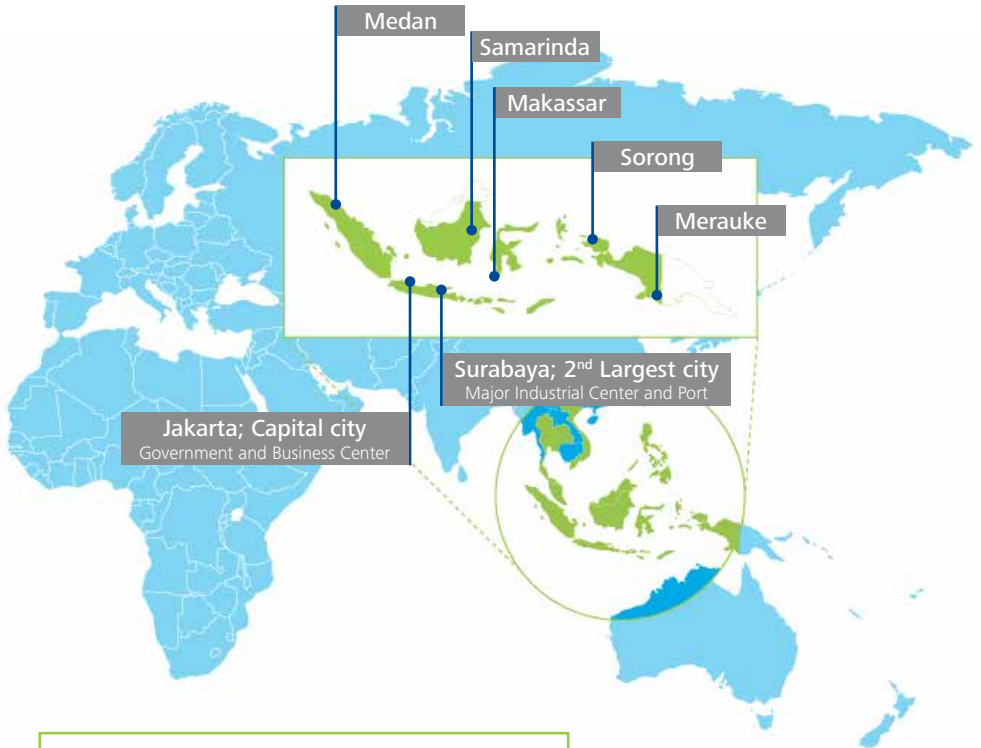 Medan
Samarinda
Makassar
Sorong
Merauke
Surabaya; 2nd Largest city
Major Industrial Center and Port
Jakarta; Capital city
Government and Business Center